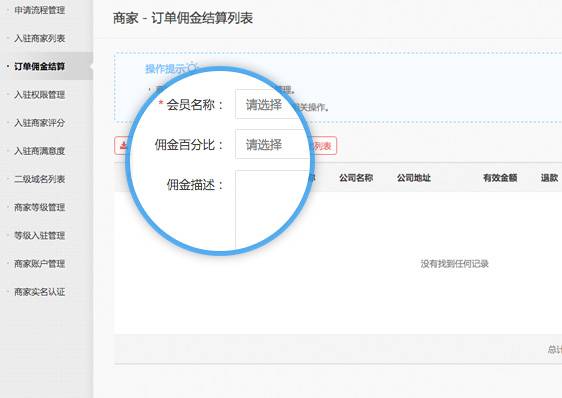 申请流程管理
入驻商家列表
订单佣金结算
入驻权限管理
入驻商家评分
入驻商满意度
二级域名列表
商家等级管理
等级入驻管理
商家账户管理
商家实名认证
商家 - 订单佣金结算列表
操作提示
管理。
关操作。
* 会员名称： 请选择
佣金百分比： 请选择
佣金描述：
列表
公司名称 公司地址 有效金额 退款
没有找到任何记录
总计